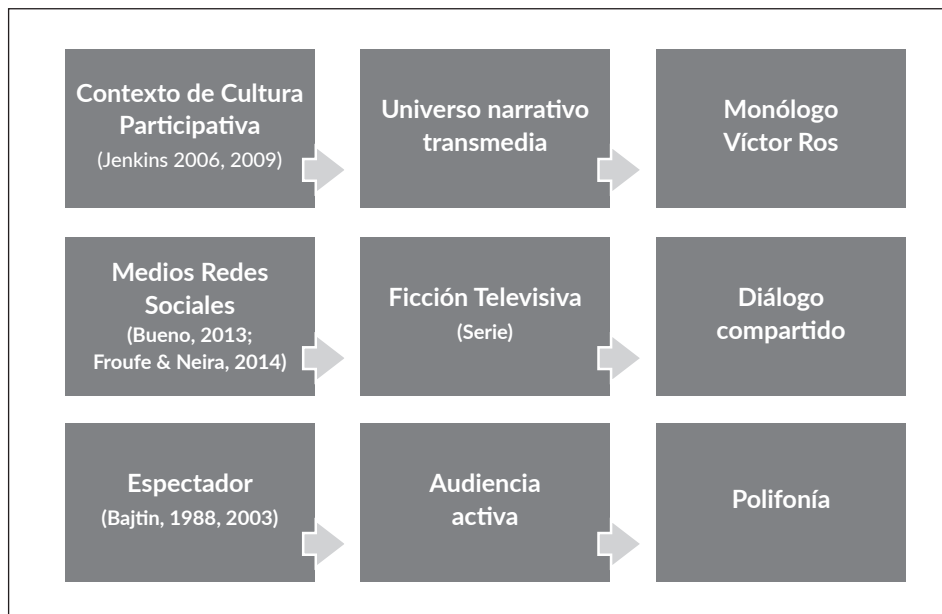 Contexto de Cultura
Participativa
(Jenkins 2006, 2009)
Universo narrativo
transmedia
Monólogo
Víctor Ros
Medios Redes
Sociales
(Bueno, 2013;
Froufe & Neira, 2014)
Ficción Televisiva
(Serie)
Diálogo
compartido
Espectador
(Bajtin, 1988, 2003)
Audiencia
activa
Polifonía